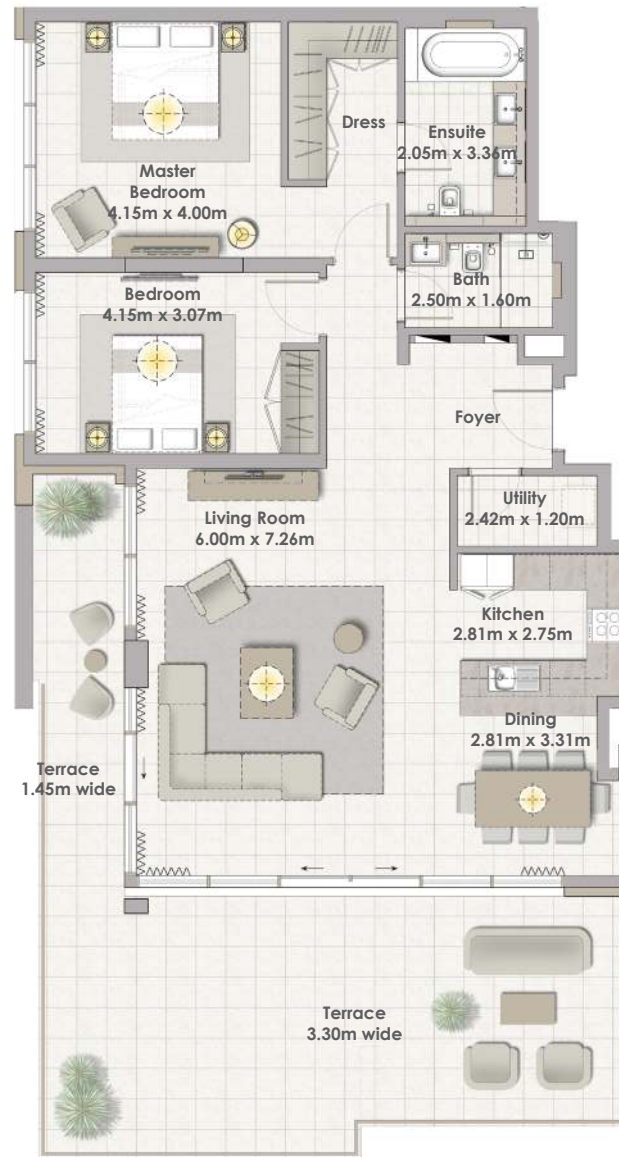 Dress
Ensuite
2.05m x 3.36m
Master
Bedroom
4.15m x 4.00m
Bath
2.50m x 1.60m
Bedroom
4.15m x 3.07m
Foyer
Utility
2.42m x 1.20m
Living Room
6.00m x 7.26m
Kitchen
2.81m x 2.75m
Dining
2.81m x 3.31m
Terrace
1.45m wide
Terrace
3.30m wide